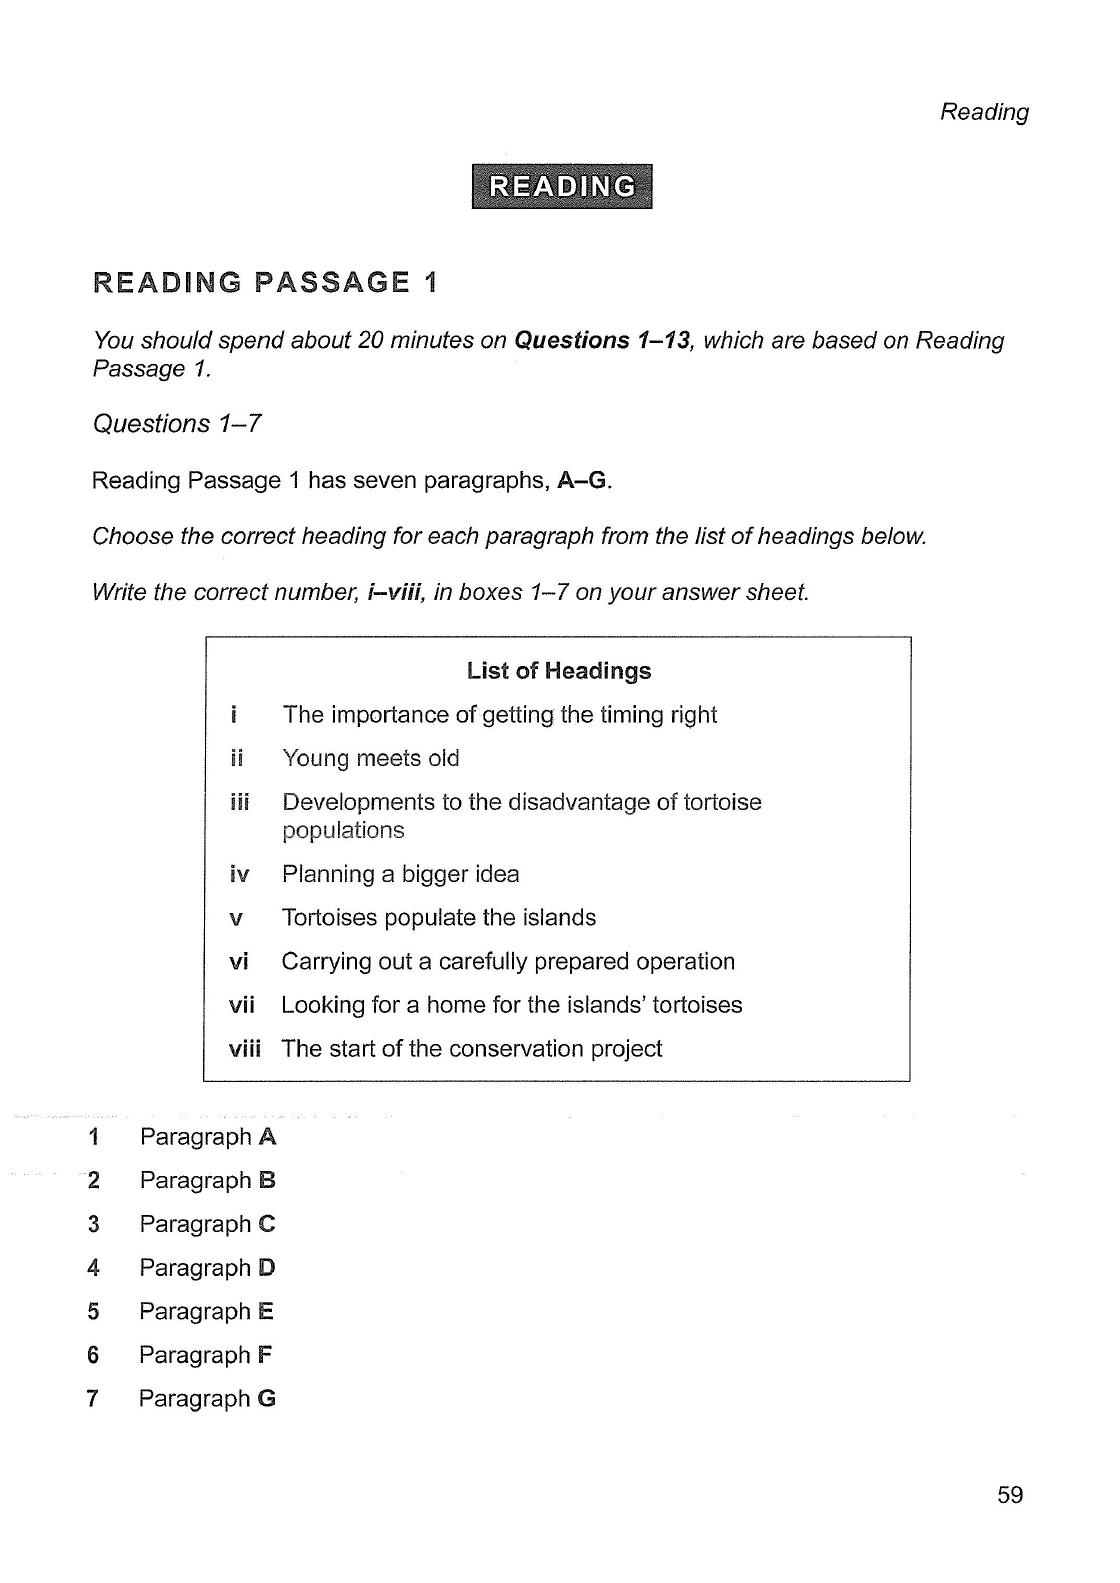 Reading
READING
READING PASSAGE 1
You should spend about 20 minutes on Questions 1–13, which are based on Reading
Passage 1.
Questions 1–7
Reading Passage 1 has seven paragraphs, A–G.
Choose the correct heading for each paragraph from the list of headings below.
Write the correct number, i–viii, in boxes 1–7 on your answer sheet.
List of Headings
i The importance of getting the timing right
ii Young meets old
iii Developments to the disadvantage of tortoise
populations
iv Planning a bigger idea
v Tortoises populate the islands
vi Carrying out a carefully prepared operation
vii Looking for a home for the islands' tortoises
viii The start of the conservation project
1 Paragraph A
2 Paragraph B
3 Paragraph C
4 Paragraph D
5 Paragraph E
6 Paragraph F
7 Paragraph G
59